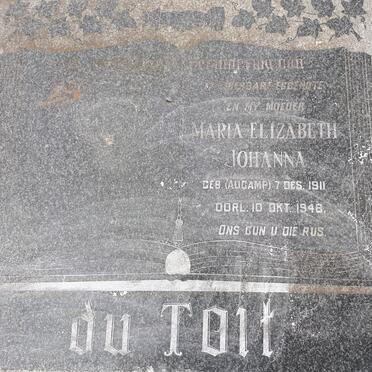 EN MY MOEDER
MARIA ELIZABETH
JOHANNA
GEB (AUCAMP) 7 DES. 1911
OORL. 10 OKT. 1948.
ONS GUN U DIE RUS
du Toit